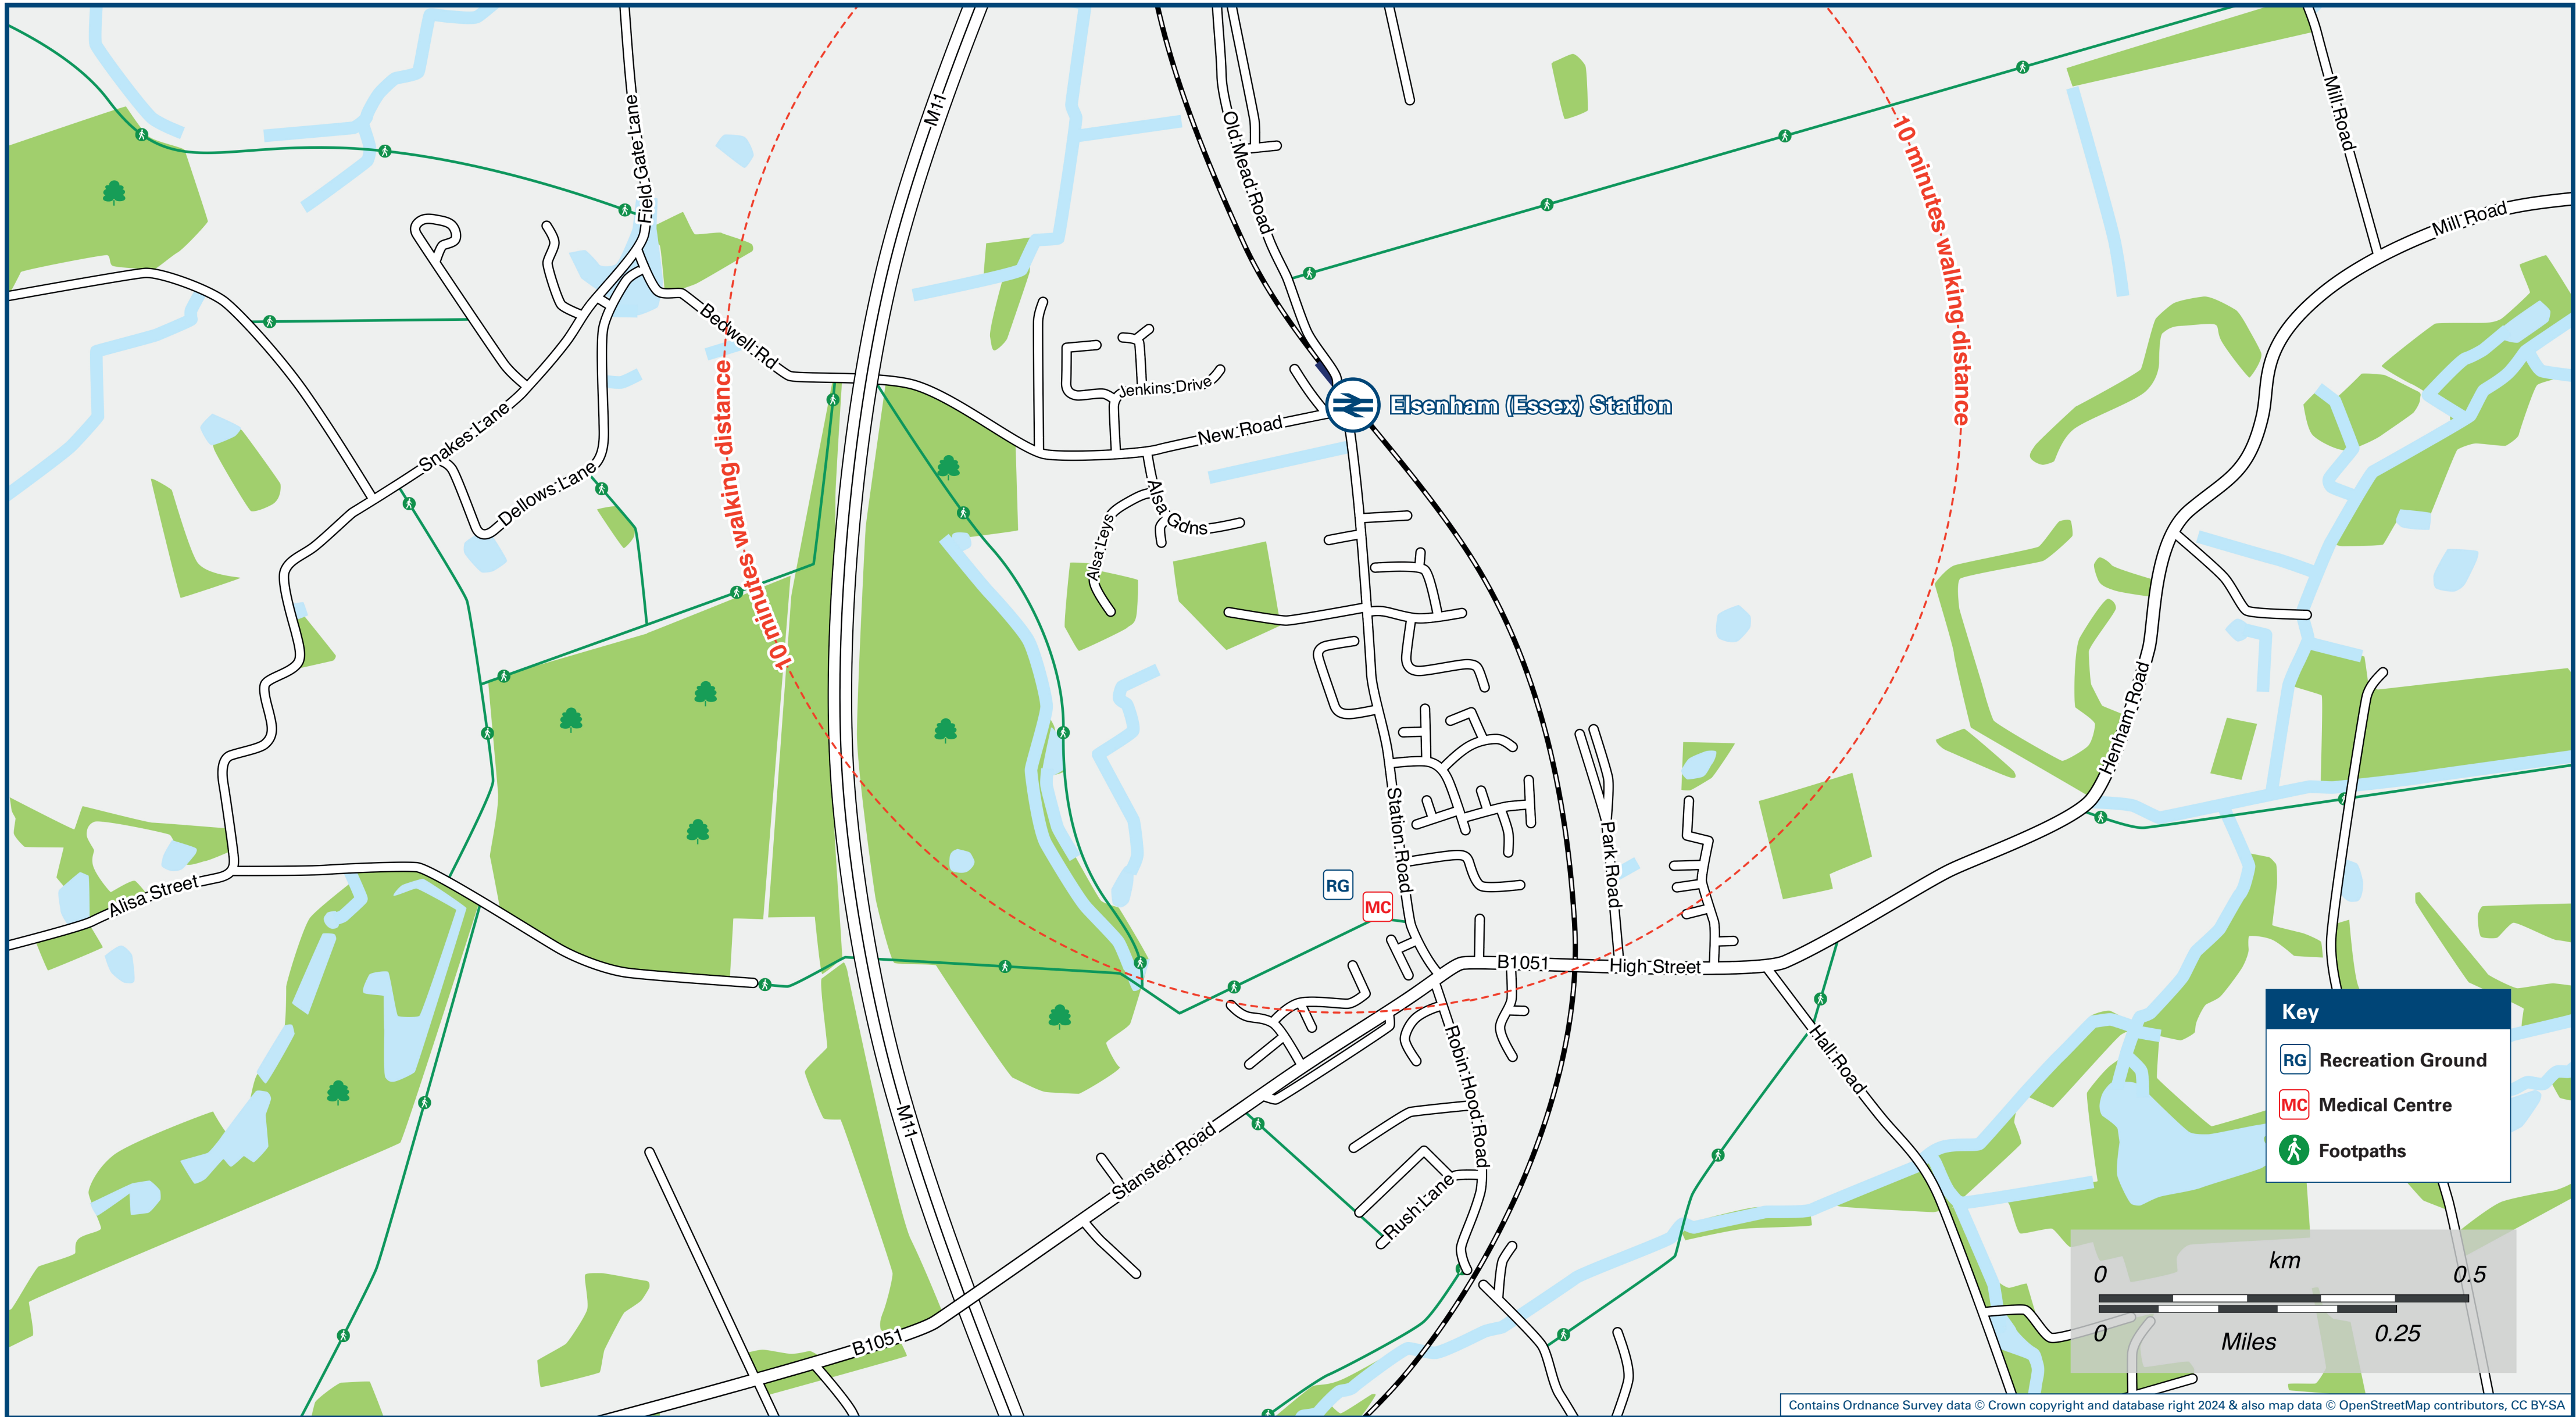 M11
Old Mead Road
Field Gate Lane
Mill Road
Mill Road
10 minutes walking distance
Bedwell Rd
Jenkins Drive
Elsenham (Essex) Station
New Road
Snakes Lane
Dellows Lane
10 minutes walking distance
Alsa Gdns
Alsa Leys
Henham Road
Station Road
Park Road
RG
MC
Alisa Street
B1051
High Street
Hall Road
Robin Hood Road
M11
Stansted Road
Rush Lane
B1051
Key
RG Recreation Ground
MC Medical Centre
Footpaths
km
0 0.5
0 0.25
Miles
Contains Ordnance Survey data © Crown copyright and database right 2024 & also map data © OpenStreetMap contributors, CC BY-SA